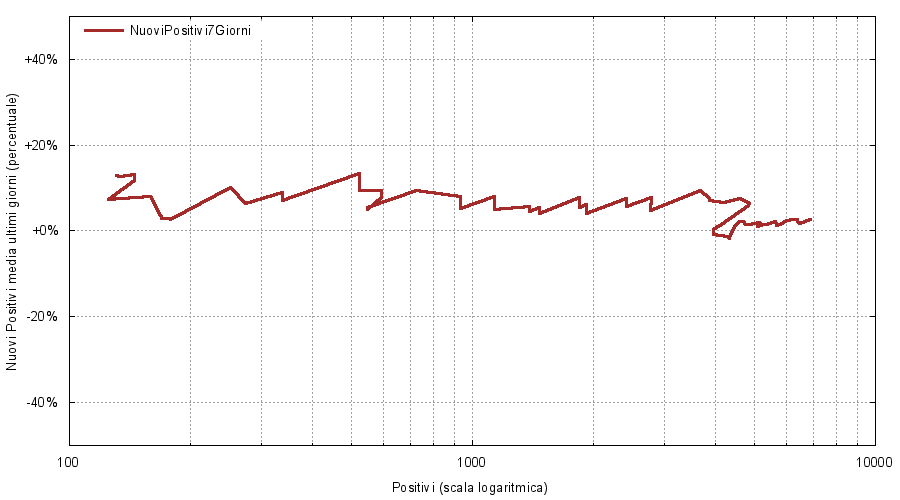 NuoviPositivi7Giorni
+40%
+20%
+0%
-20%
-40%
Nuovi Positivi media ultimi giorni (percentuale)
100
1000
10000
Positivi (scala logaritmica)